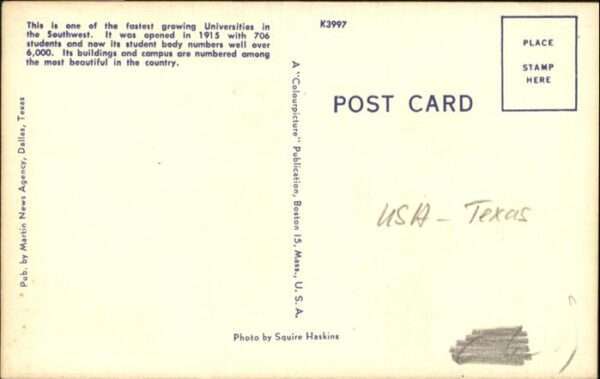 This is one of the fastest growing Universities in
the Southwest. It was opened in 1915 with 706
students and now its student body numbers well over
6,000. Its buildings and campus are numbered among
the most beautiful in the country.
Pub. by Martin News Agency, Dallas, Texas
K3997
A "Colourpicture" Publication, Boston 15, Mass., U. S. A.
POST CARD
PLACE
STAMP
HERE
USA - Texas
Photo by Squire Haskins